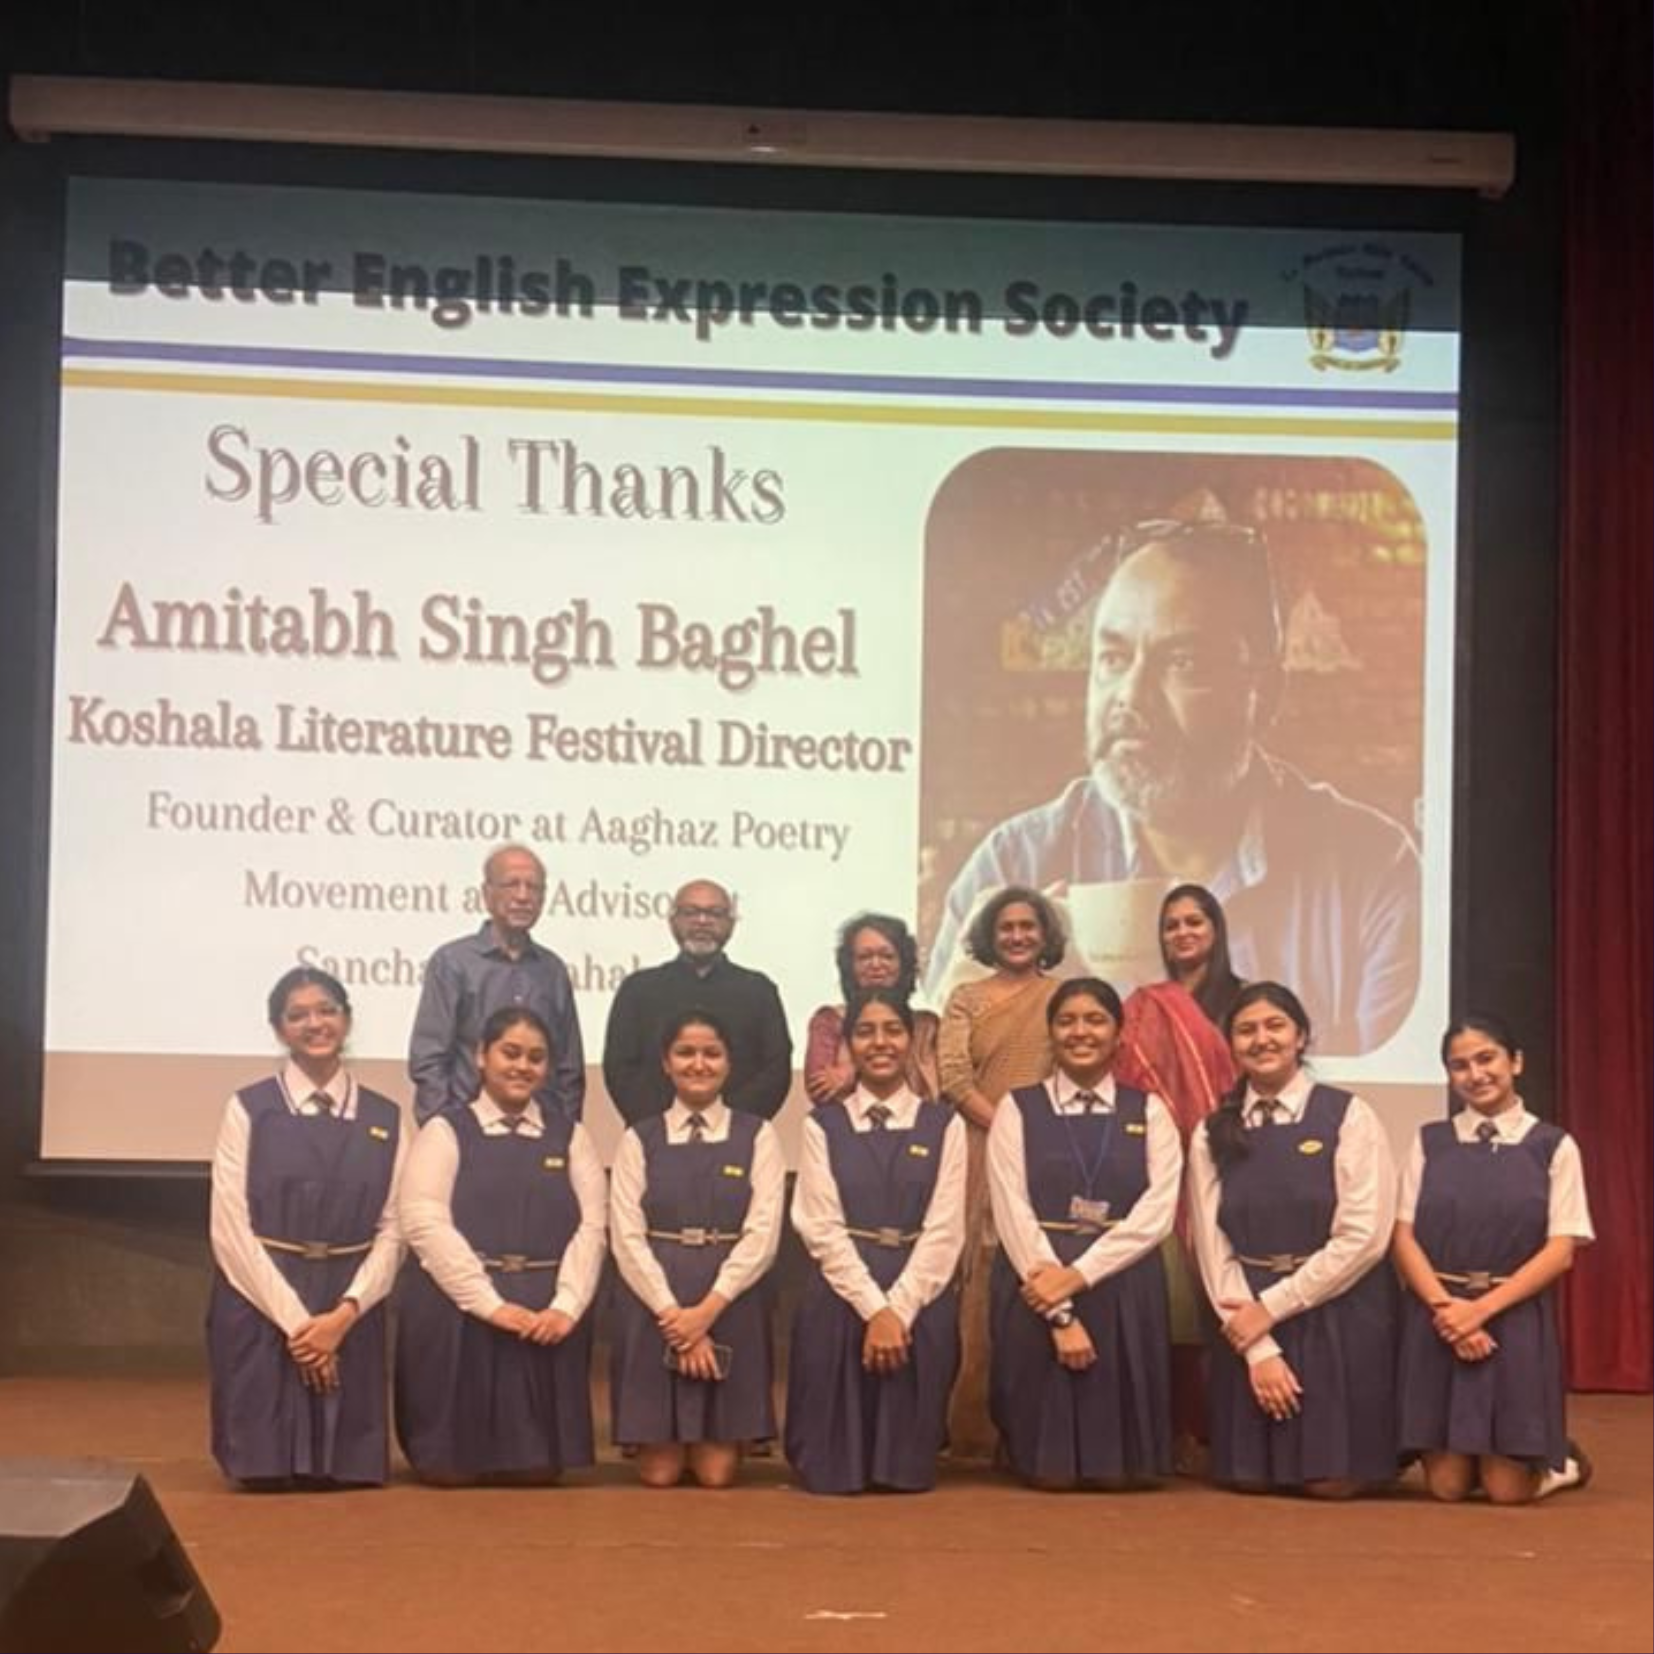 Better English Expression Society
Special Thanks
Amitabh Singh Baghel
Koshala Literature Festival Director
Founder & Curator at Aaghaz Poetry
Movement